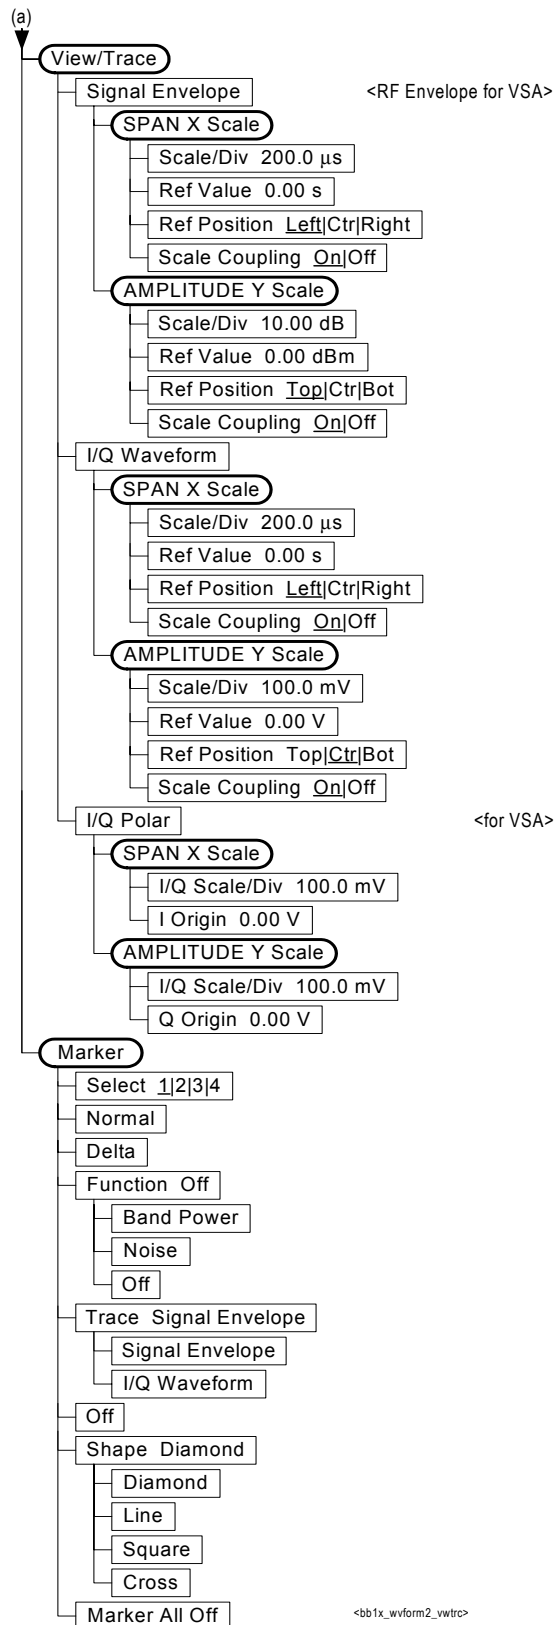 (a)
View/Trace
Signal Envelope <RF Envelope for VSA>
SPAN X Scale
Scale/Div 200.0 μs
Ref Value 0.00 s
Ref Position Left|Ctr|Right
Scale Coupling On|Off
AMPLITUDE Y Scale
Scale/Div 10.00 dB
Ref Value 0.00 dBm
Ref Position Top|Ctr|Bot
Scale Coupling On|Off
I/Q Waveform
SPAN X Scale
Scale/Div 200.0 μs
Ref Value 0.00 s
Ref Position Left|Ctr|Right
Scale Coupling On|Off
AMPLITUDE Y Scale
Scale/Div 100.0 mV
Ref Value 0.00 V
Ref Position Top|Ctr|Bot
Scale Coupling On|Off
I/Q Polar <for VSA>
SPAN X Scale
I/Q Scale/Div 100.0 mV
I Origin 0.00 V
AMPLITUDE Y Scale
I/Q Scale/Div 100.0 mV
Q Origin 0.00 V
Marker
Select 1|2|3|4
Normal
Delta
Function Off
Band Power
Noise
Off
Trace Signal Envelope
Signal Envelope
I/Q Waveform
Off
Shape Diamond
Diamond
Line
Square
Cross
Marker All Off <bb1x_wvform2_vwtrc>